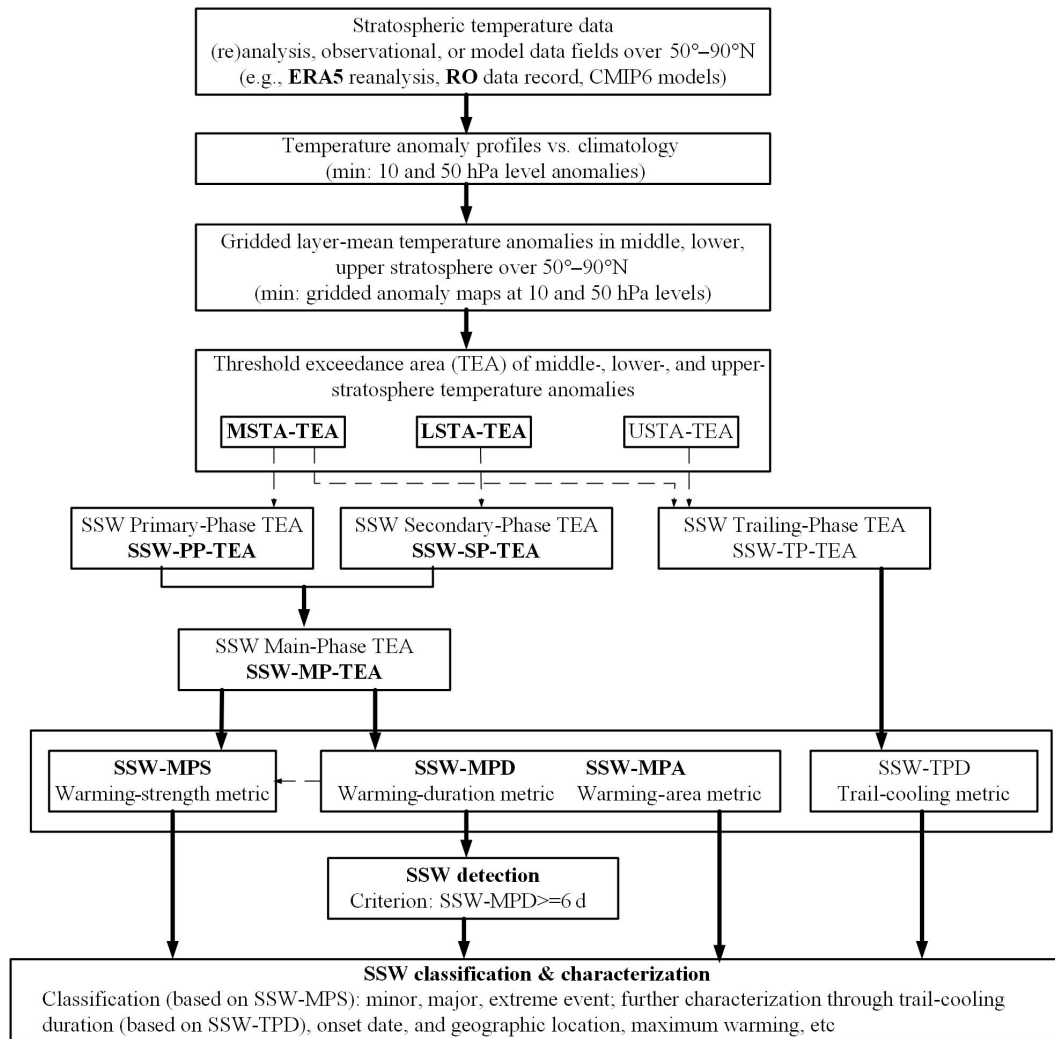 Stratospheric temperature data
(re)analysis, observational, or model data fields over 50°–90°N
(e.g., ERA5 reanalysis, RO data record, CMIP6 models)
Temperature anomaly profiles vs. climatology
(min: 10 and 50 hPa level anomalies)
Gridded layer-mean temperature anomalies in middle, lower,
upper stratosphere over 50°–90°N
(min: gridded anomaly maps at 10 and 50 hPa levels)
Threshold exceedance area (TEA) of middle-, lower-, and upper-
stratosphere temperature anomalies
MSTA-TEA
LSTA-TEA
USTA-TEA
SSW Primary-Phase TEA
SSW-PP-TEA
SSW Secondary-Phase TEA
SSW-SP-TEA
SSW Trailing-Phase TEA
SSW-TP-TEA
SSW Main-Phase TEA
SSW-MP-TEA
SSW-MPS
Warming-strength metric
SSW-MPD
Warming-duration metric
SSW-MPA
Warming-area metric
SSW-TPD
Trail-cooling metric
SSW detection
Criterion: SSW-MPD>=6 d
SSW classification & characterization
Classification (based on SSW-MPS): minor, major, extreme event; further characterization through trail-cooling
duration (based on SSW-TPD), onset date, and geographic location, maximum warming, etc